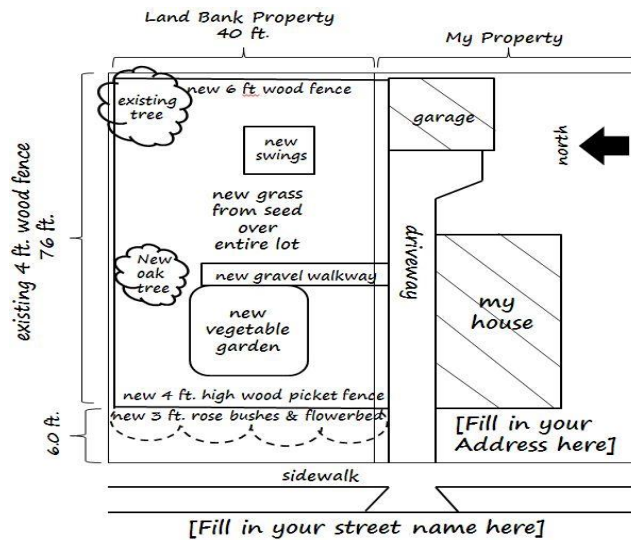 Land Bank Property
40 ft.
My Property
existing
tree
new 6 ft wood fence
garage
new
swings
north
new grass
from seed
over
entire lot
existing 4 ft. wood fence
76 ft.
driveway
New
oak
tree
new gravel walkway
new
vegetable
garden
my
house
new 4 ft. high wood picket fence
new 3 ft. rose bushes & flowerbed
6.0 ft.
[Fill in your
Address here]
sidewalk
[Fill in your street name here]